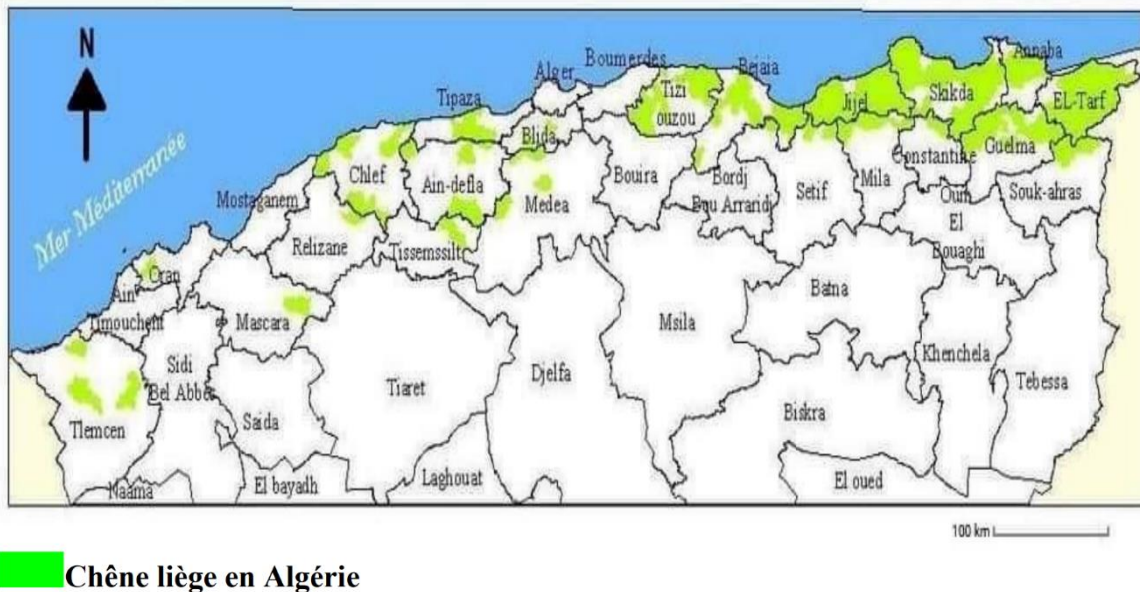 N
Mer Méditerranée
Tipaza
Alger
Boumerdes
Tizi
ouzou
Bejaia
Jijel
Skikda
Annaba
EL-Tarf
Blida
Chlef
Ain-defla
Medea
Bouira
Bordj
Bou Arraridj
Setif
Mila
Constantine
Guelma
Souk-ahras
Oum
El
Bouaghi
Mostaganem
Relizane
Tissemssilt
Oran
Ain
Timouchent
Mascara
Sidi
Bel Abbes
Saida
Tlemcen
Naama
El bayadh
Tiaret
Laghouat
Djelfa
Msila
Batna
Khenchela
Tebessa
Biskra
El oued
100 km
Chêne liège en Algérie